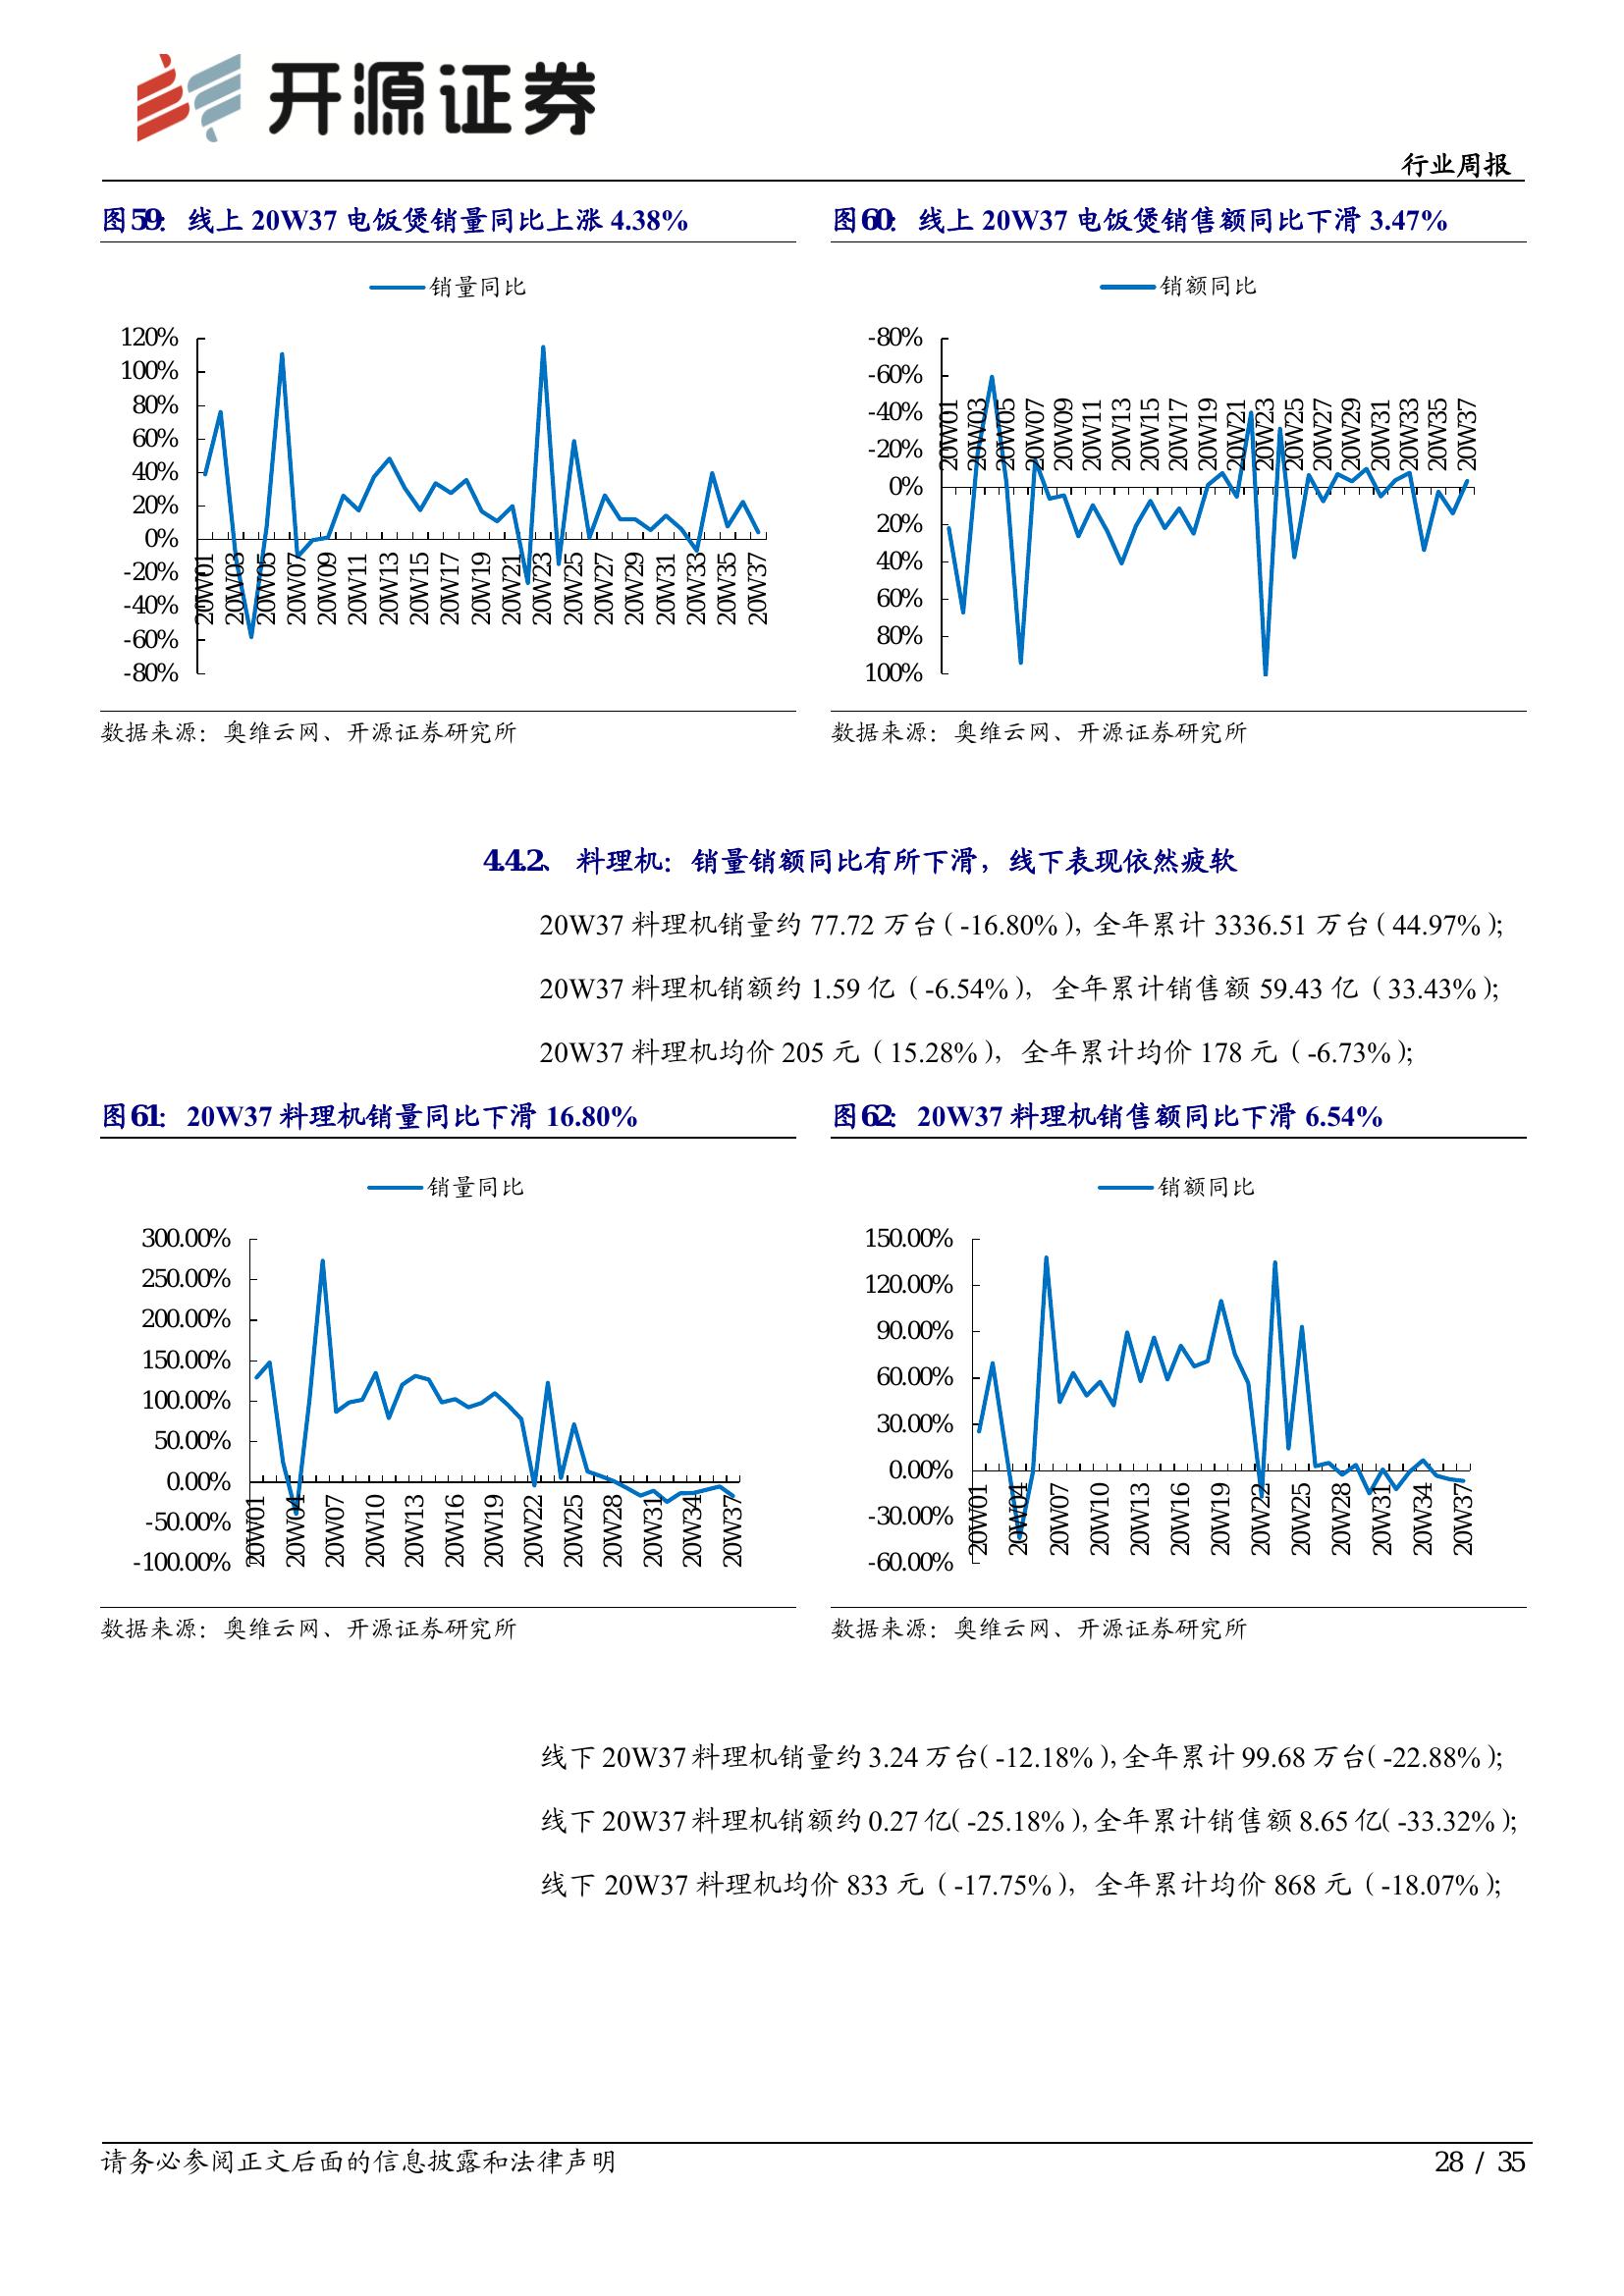 开源证券
行业周报
图59: 线上 20W37 电饭煲销量同比上涨 4.38%
销量同比
120%
100%
80%
60%
40%
20%
0%
-20%
-40%
-60%
-80%
20W01 20W03 20W05 20W07 20W09 20W11 20W13 20W15 20W17 20W19 20W21 20W23 20W25 20W27 20W29 20W31 20W33 20W35 20W37
数据来源：奥维云网、开源证券研究所
图60: 线上 20W37 电饭煲销售额同比下滑 3.47%
销额同比
-80%
-60%
-40%
-20%
0%
20%
40%
60%
80%
100%
20W01 20W03 20W05 20W07 20W09 20W11 20W13 20W15 20W17 20W19 20W21 20W23 20W25 20W27 20W29 20W31 20W33 20W35 20W37
数据来源：奥维云网、开源证券研究所
4.4.2、 料理机：销量销额同比有所下滑，线下表现依然疲软
20W37 料理机销量约 77.72 万台（-16.80%），全年累计 3336.51 万台（44.97%）；
20W37 料理机销额约 1.59 亿（-6.54%），全年累计销售额 59.43 亿（33.43%）；
20W37 料理机均价 205 元（15.28%），全年累计均价 178 元（-6.73%）；
图61: 20W37 料理机销量同比下滑 16.80%
销量同比
300.00%
250.00%
200.00%
150.00%
100.00%
50.00%
0.00%
-50.00%
-100.00%
20W01 20W04 20W07 20W10 20W13 20W16 20W19 20W22 20W25 20W28 20W31 20W34 20W37
数据来源：奥维云网、开源证券研究所
图62: 20W37 料理机销售额同比下滑 6.54%
销额同比
150.00%
120.00%
90.00%
60.00%
30.00%
0.00%
-30.00%
-60.00%
20W01 20W04 20W07 20W10 20W13 20W16 20W19 20W22 20W25 20W28 20W31 20W34 20W37
数据来源：奥维云网、开源证券研究所
线下 20W37 料理机销量约 3.24 万台（-12.18%），全年累计 99.68 万台（-22.88%）；
线下 20W37 料理机销额约 0.27 亿（-25.18%），全年累计销售额 8.65 亿（-33.32%）；
线下 20W37 料理机均价 833 元（-17.75%），全年累计均价 868 元（-18.07%）；
请务必参阅正文后面的信息披露和法律声明
28 / 35